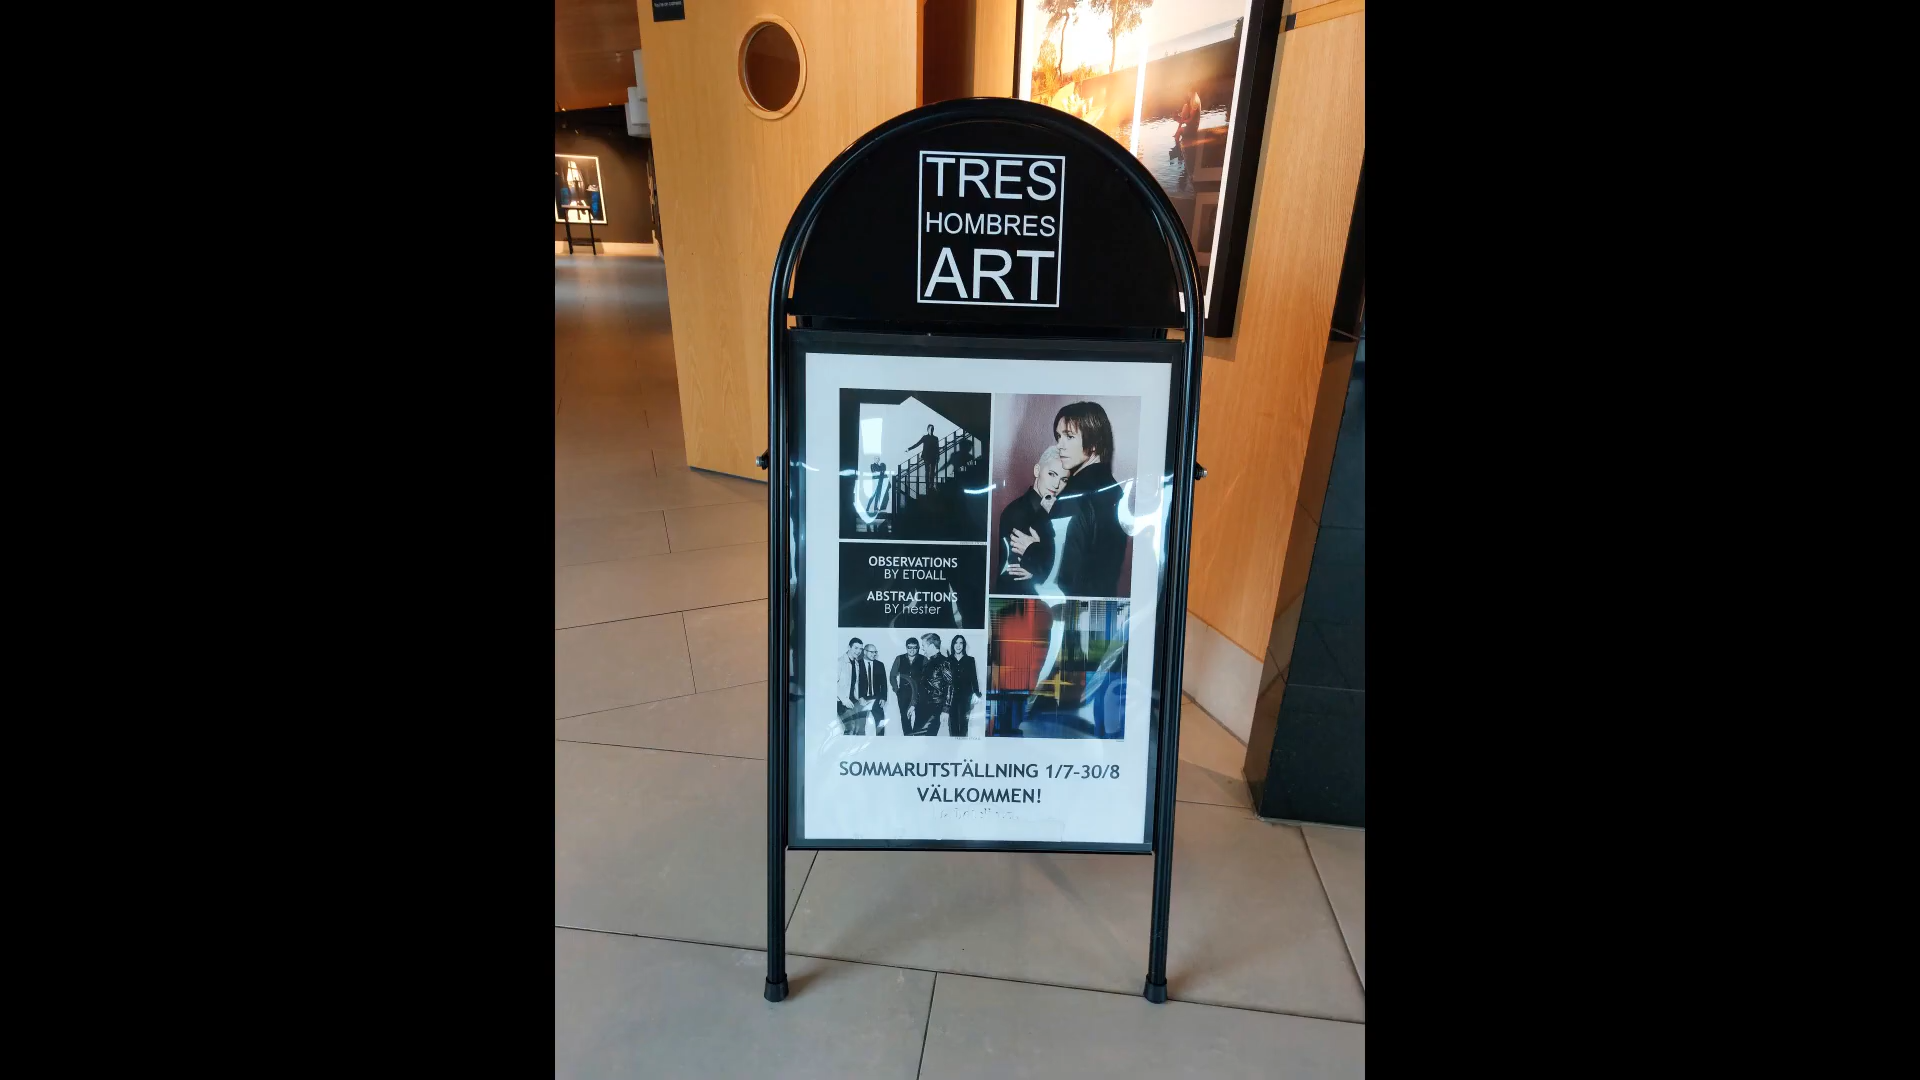 TRES
HOMBRES
ART
OBSERVATIONS
BY ETOALL
ABSTRACTIONS
BY hester
SOMMARUTSTÄLLNING 1/7-30/8
VÄLKOMMEN!